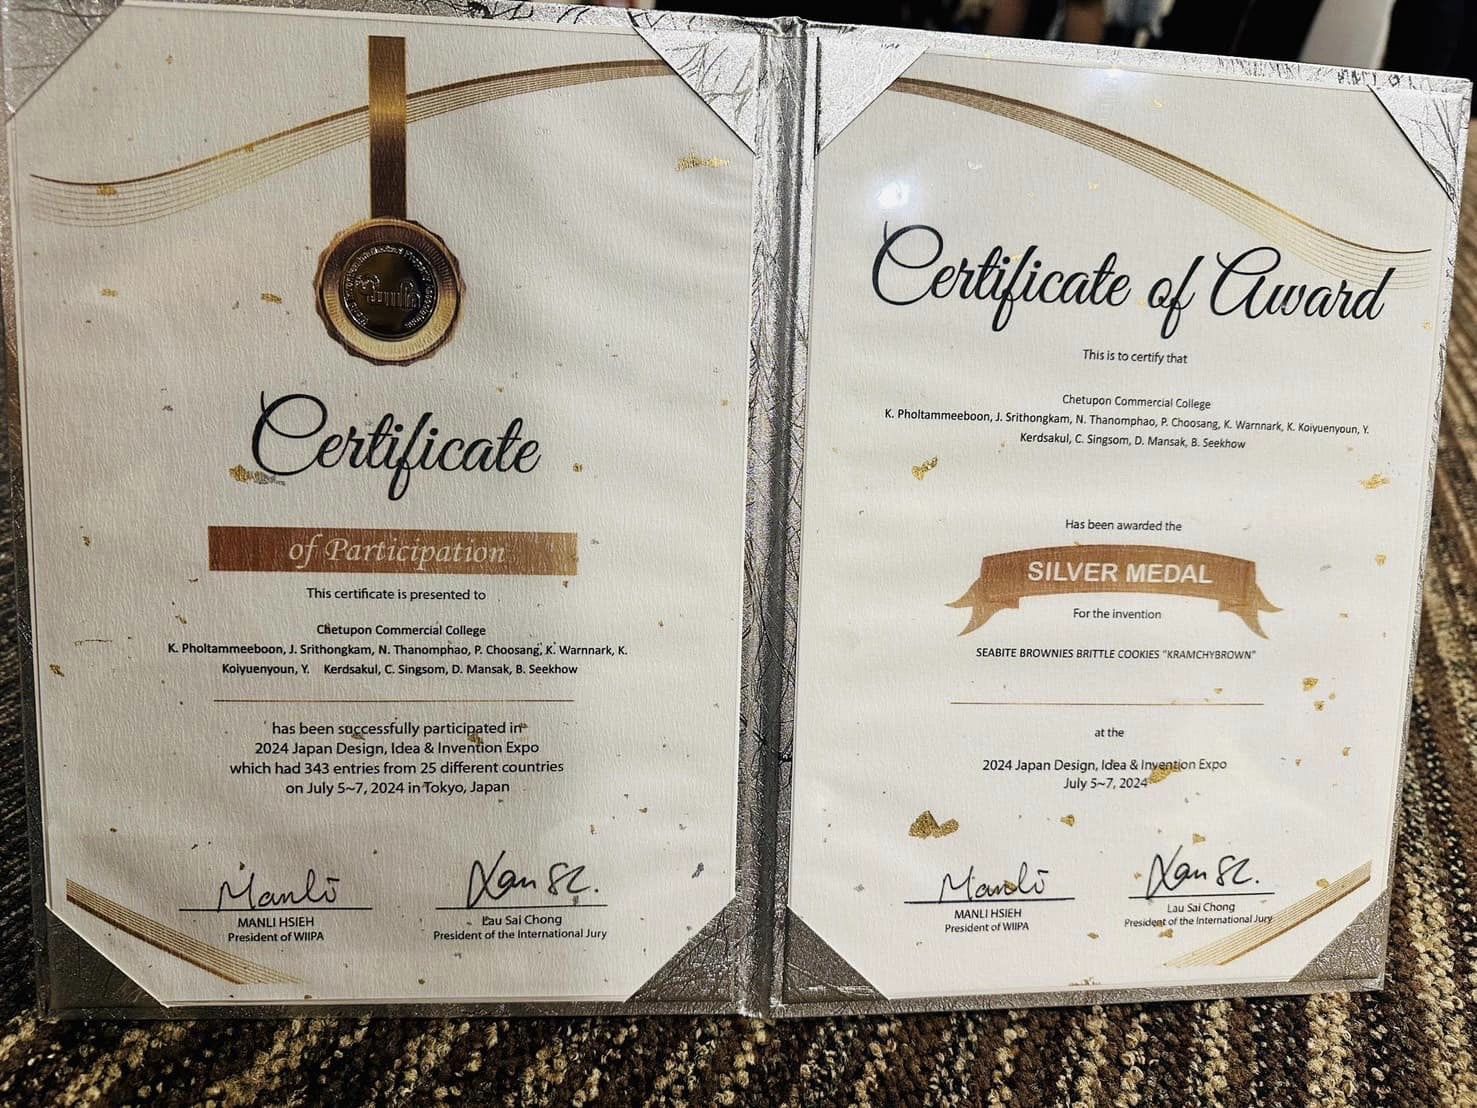 Certificate
of Participation
This certificate is presented to
Chetupon Commercial College
K. Pholtammeeboon, J. Srithongkam, N. Thanomphao, P. Choosang, K. Warnnark, K.
Koiyuenyoun, Y. Kerdsakul, C. Singsom, D. Mansak, B. Seekhow
has been successfully participated in
2024 Japan Design, Idea & Invention Expo
which had 343 entries from 25 different countries
on July 5~7, 2024 in Tokyo, Japan
MANLI HSIEH
President of WIIPA
Lau Sai Chong
President of the International Jury
Certificate of Award
This is to certify that
Chetupon Commercial College
K. Pholtammeeboon, J. Srithongkam, N. Thanomphao, P. Choosang, K. Warnnark, K. Koiyuenyoun, Y.
Kerdsakul, C. Singsom, D. Mansak, B. Seekhow
Has been awarded the
SILVER MEDAL
For the invention
SEABITE BROWNIES BRITTLE COOKIES "KRAMCHYBROWN"
at the
2024 Japan Design, Idea & Invention Expo
July 5~7, 2024
MANLI HSIEH
President of WIIPA
Lau Sai Chong
President of the International Jury